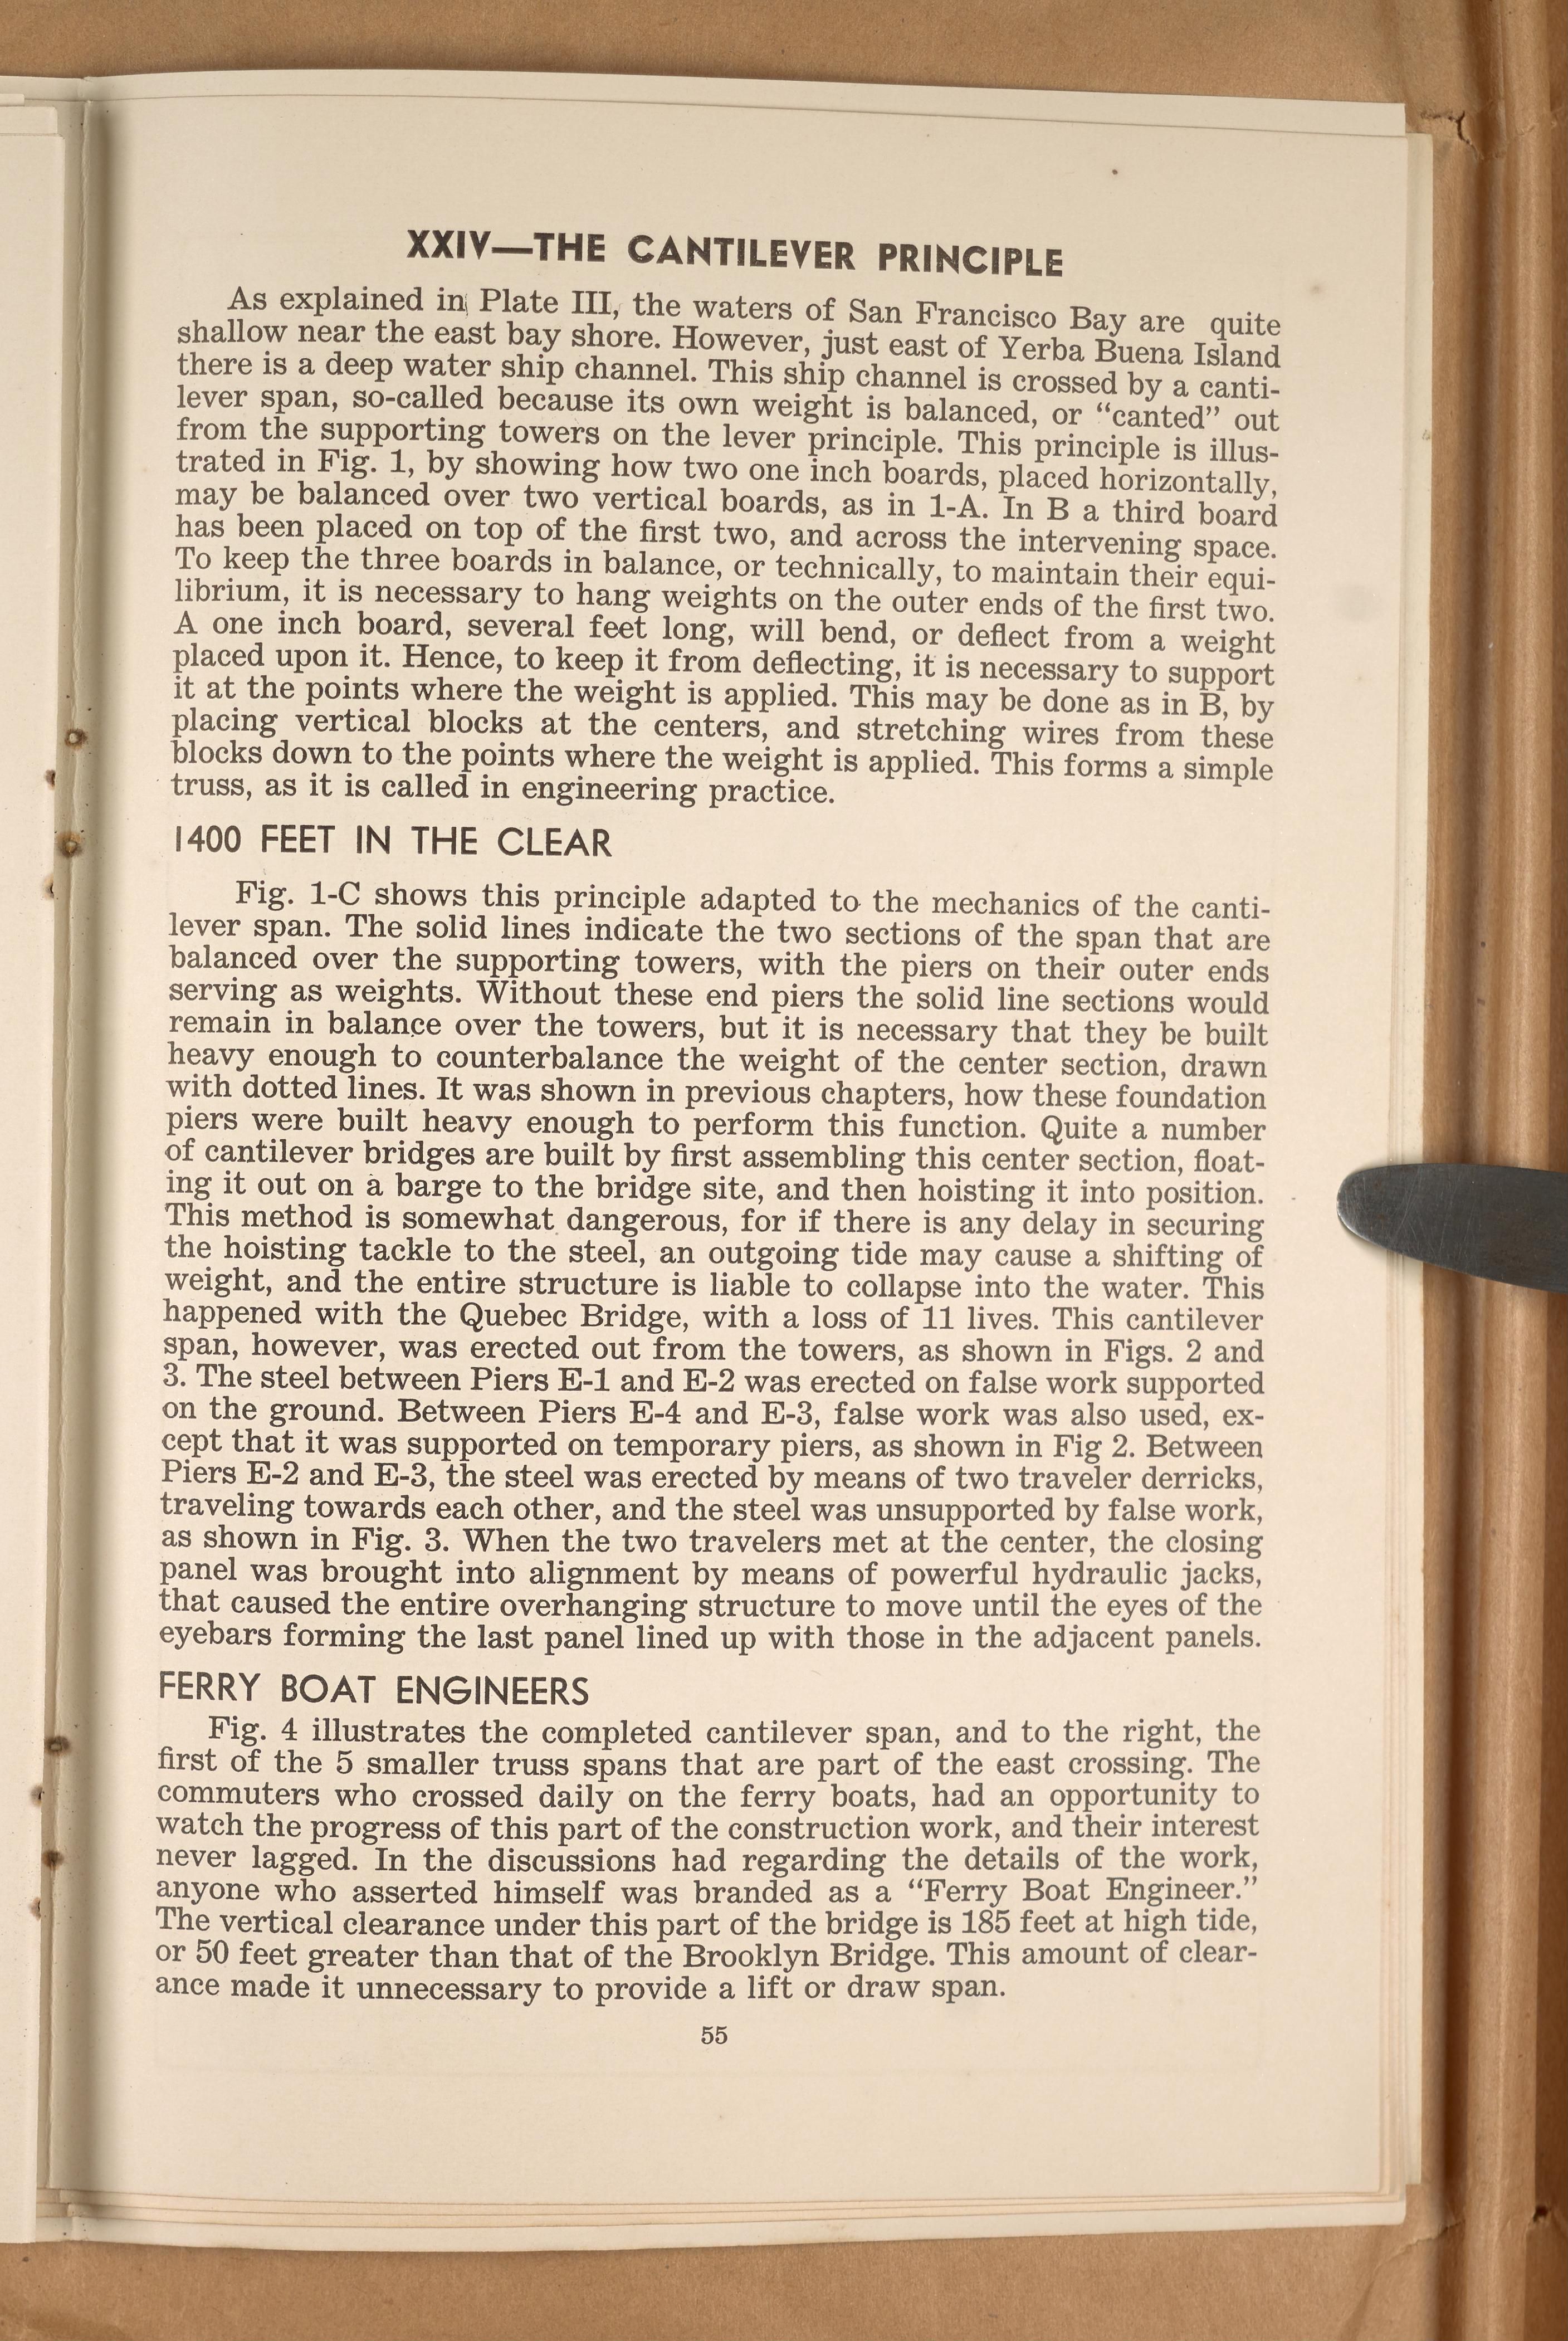 XXIV—THE CANTILEVER PRINCIPLE
As explained in Plate III, the waters of San Francisco Bay are quite
shallow near the east bay shore. However, just east of Yerba Buena Island
there is a deep water ship channel. This ship channel is crossed by a canti-
lever span, so-called because its own weight is balanced, or “canted” out
from the supporting towers on the lever principle. This principle is illus-
trated in Fig. 1, by showing how two one inch boards, placed horizontally,
may be balanced over two vertical boards, as in 1-A. In B a third board
has been placed on top of the first two, and across the intervening space.
To keep the three boards in balance, or technically, to maintain their equi-
librium, it is necessary to hang weights on the outer ends of the first two.
A one inch board, several feet long, will bend, or deflect from a weight
placed upon it. Hence, to keep it from deflecting, it is necessary to support
it at the points where the weight is applied. This may be done as in B, by
placing vertical blocks at the centers, and stretching wires from these
blocks down to the points where the weight is applied. This forms a simple
truss, as it is called in engineering practice.
1400 FEET IN THE CLEAR
Fig. 1-C shows this principle adapted to the mechanics of the canti-
lever span. The solid lines indicate the two sections of the span that are
balanced over the supporting towers, with the piers on their outer ends
serving as weights. Without these end piers the solid line sections would
remain in balance over the towers, but it is necessary that they be built
heavy enough to counterbalance the weight of the center section, drawn
with dotted lines. It was shown in previous chapters, how these foundation
piers were built heavy enough to perform this function. Quite a number
of cantilever bridges are built by first assembling this center section, float-
ing it out on a barge to the bridge site, and then hoisting it into position.
This method is somewhat dangerous, for if there is any delay in securing
the hoisting tackle to the steel, an outgoing tide may cause a shifting of
weight, and the entire structure is liable to collapse into the water. This
happened with the Quebec Bridge, with a loss of 11 lives. This cantilever
span, however, was erected out from the towers, as shown in Figs. 2 and
3. The steel between Piers E-1 and E-2 was erected on false work supported
on the ground. Between Piers E-4 and E-3, false work was also used, ex-
cept that it was supported on temporary piers, as shown in Fig 2. Between
Piers E-2 and E-3, the steel was erected by means of two traveler derricks,
traveling towards each other, and the steel was unsupported by false work,
as shown in Fig. 3. When the two travelers met at the center, the closing
panel was brought into alignment by means of powerful hydraulic jacks,
that caused the entire overhanging structure to move until the eyes of the
eyebars forming the last panel lined up with those in the adjacent panels.
FERRY BOAT ENGINEERS
Fig. 4 illustrates the completed cantilever span, and to the right, the
first of the 5 smaller truss spans that are part of the east crossing. The
commuters who crossed daily on the ferry boats, had an opportunity to
watch the progress of this part of the construction work, and their interest
never lagged. In the discussions had regarding the details of the work,
anyone who asserted himself was branded as a “Ferry Boat Engineer.”
The vertical clearance under this part of the bridge is 185 feet at high tide,
or 50 feet greater than that of the Brooklyn Bridge. This amount of clear-
ance made it unnecessary to provide a lift or draw span.
55